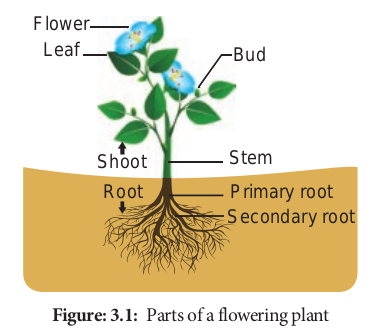 Flower
Leaf
Bud
Shoot
Stem
Root
Primary root
Secondary root
Figure: 3.1: Parts of a flowering plant